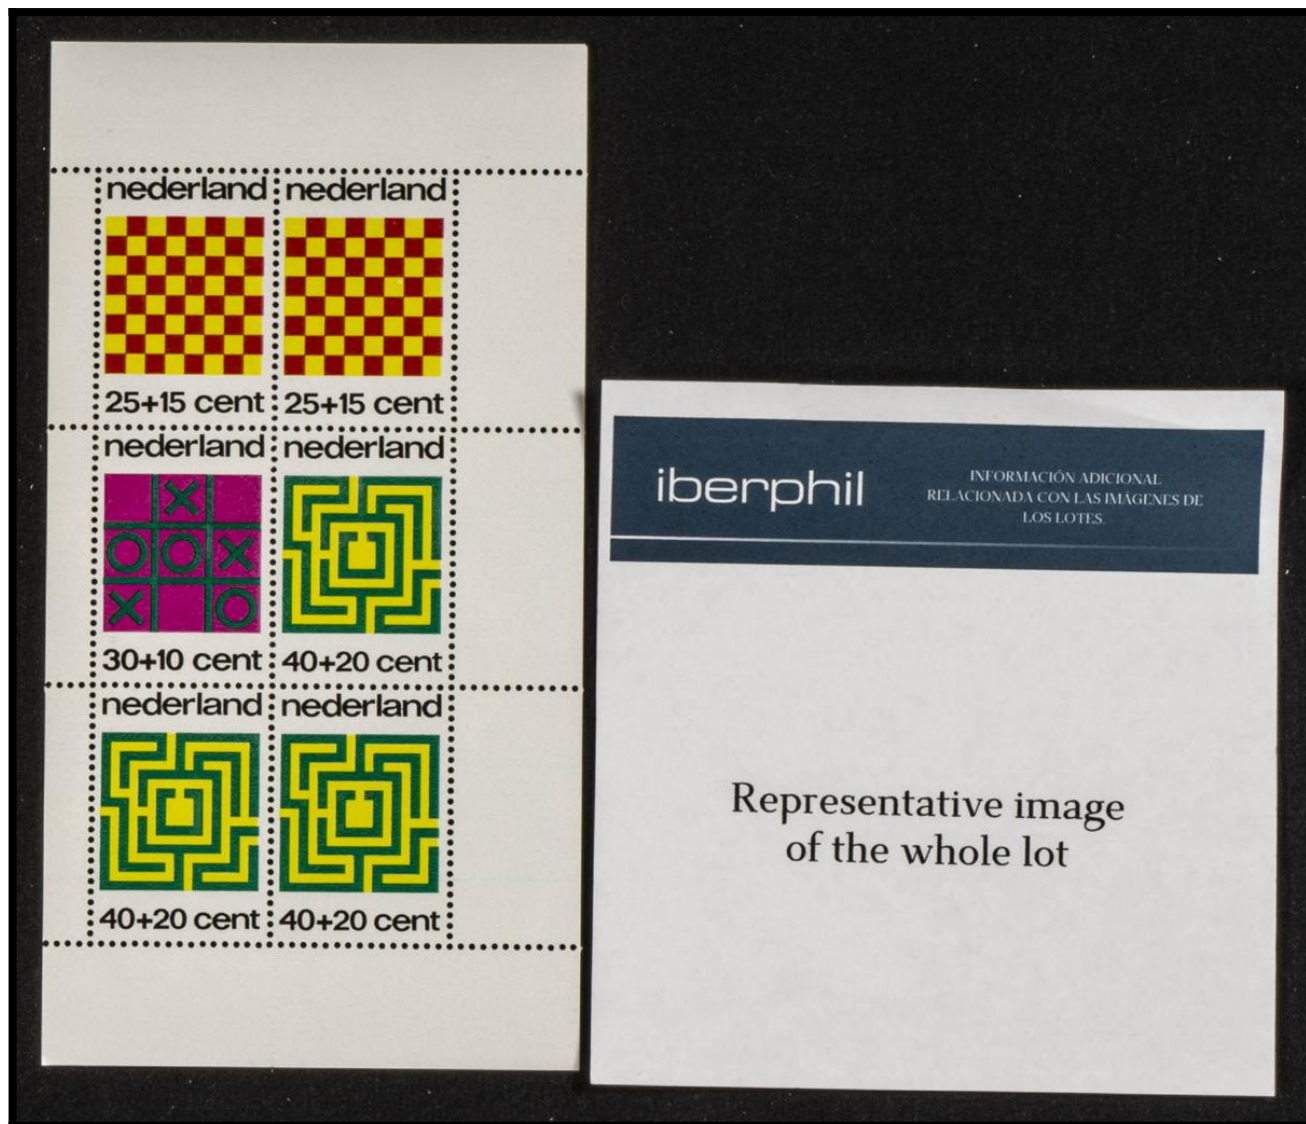 nederland nederland
25+15 cent 25+15 cent
nederland nederland
X
O O X
X O
30+10 cent 40+20 cent
nederland nederland
40+20 cent 40+20 cent
iberphil
INFORMACIÓN ADICIONAL
RELACIONADA CON LAS IMÁGENES DE
LOS LOTES.
Representative image
of the whole lot